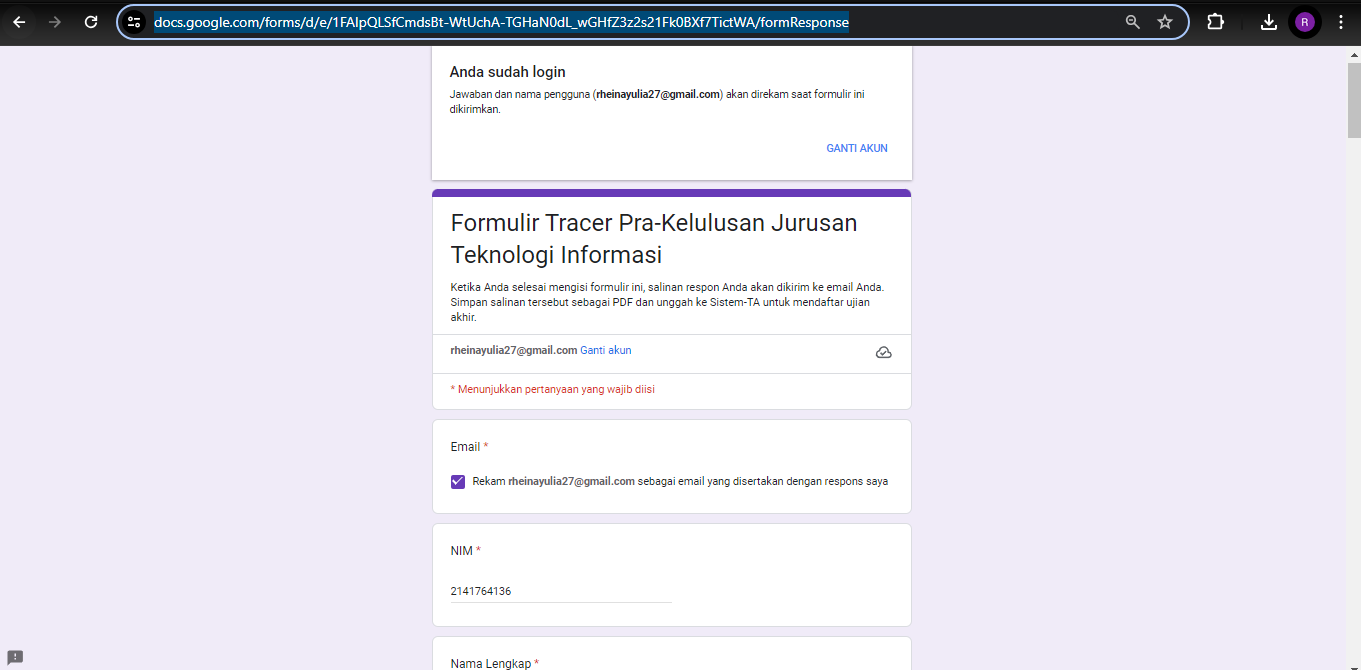 docs.google.com/forms/d/e/1FAIpQLSfCmdsBt-WtUchA-TGHaN0dL_wGHfZ3z2s21Fk0BXf7TictWA/formResponse
R
Anda sudah login
Jawaban dan nama pengguna (rheinayulia27@gmail.com) akan direkam saat formulir ini
dikirimkan.
GANTI AKUN
Formulir Tracer Pra-Kelulusan Jurusan
Teknologi Informasi
Ketika Anda selesai mengisi formulir ini, salinan respon Anda akan dikirim ke email Anda.
Simpan salinan tersebut sebagai PDF dan unggah ke Sistem-TA untuk mendaftar ujian
akhir.
rheinayulia27@gmail.com Ganti akun
* Menunjukkan pertanyaan yang wajib diisi
Email *
Rekam rheinayulia27@gmail.com sebagai email yang disertakan dengan respons saya
NIM *
2141764136
Nama Lengkap *